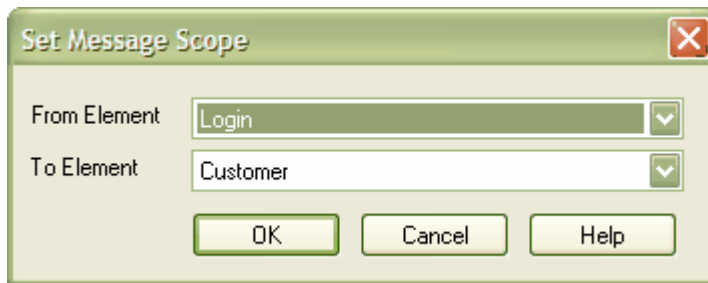 Set Message Scope
From Element Login
To Element Customer
OK Cancel Help